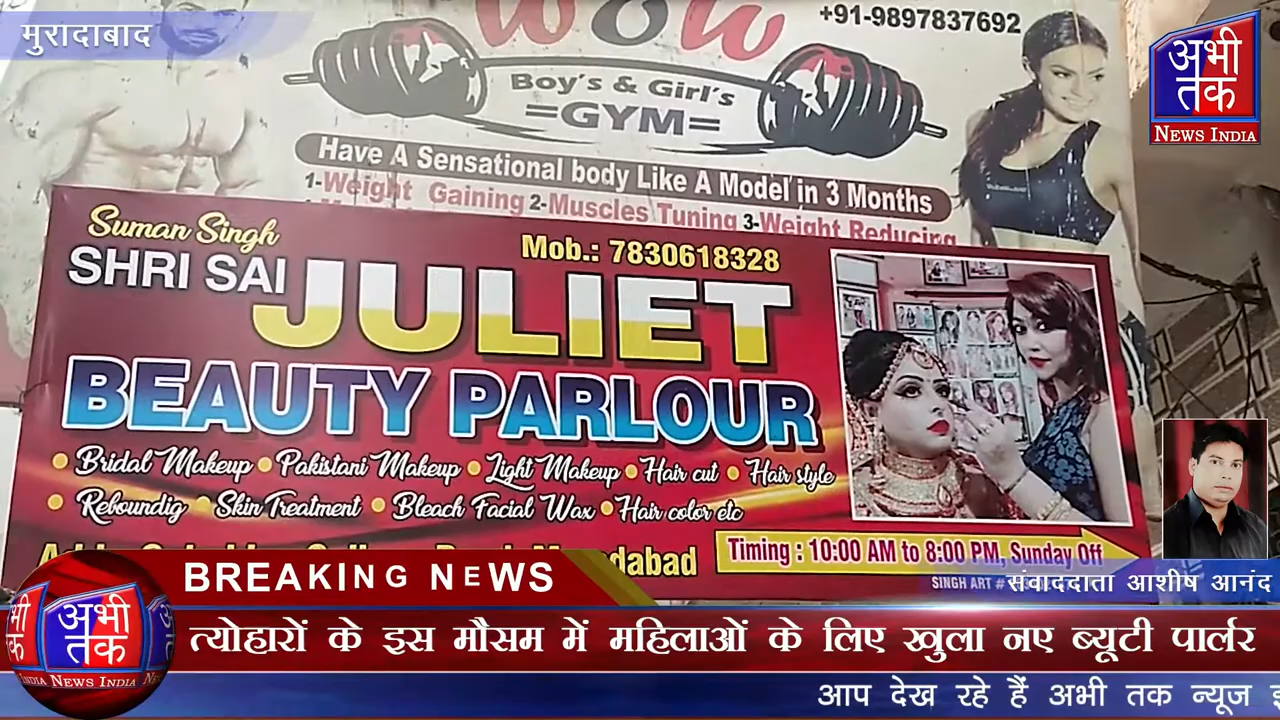 मुरादाबाद
WOW
+91-9897837692
Boy's & Girl's
=GYM=
Have A Sensational body Like A Model in 3 Months
1-Weight Gaining 2-Muscles Tuning 3-Weight Reducing
अभी
तक
NEWS INDIA
Suman Singh
Mob.: 7830618328
SHRI SAI JULIET
BEAUTY PARLOUR
• Bridal Makeup • Pakistani Makeup • Light Makeup • Hair cut • Hair style
• Reboundig • Skin Treatment • Bleach Facial Wax • Hair color etc
Timing : 10:00 AM to 8:00 PM, Sunday Off
SINGH ART #
संवाददाता आशीष आनंद
BREAKING NEWS
अभी
तक
NEWS INDIA
त्योहारों के इस मौसम में महिलाओं के लिए खुला नए ब्यूटी पार्लर
आप देख रहे हैं अभी तक न्यूज